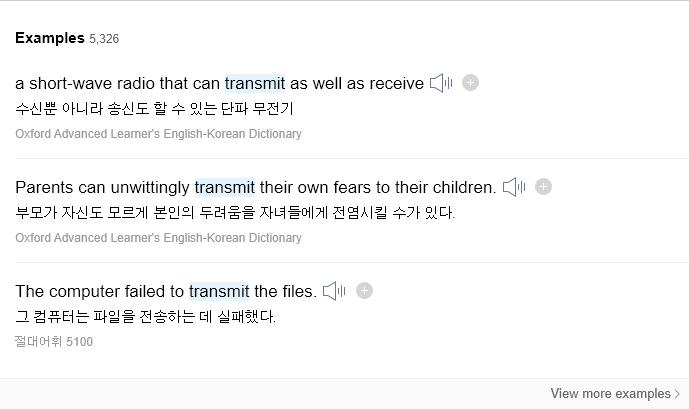 Examples 5,326
a short-wave radio that can transmit as well as receive
수신뿐 아니라 송신도 할 수 있는 단파 무전기
Oxford Advanced Learner's English-Korean Dictionary
Parents can unwittingly transmit their own fears to their children.
부모가 자신도 모르게 본인의 두려움을 자녀들에게 전염시킬 수가 있다.
Oxford Advanced Learner's English-Korean Dictionary
The computer failed to transmit the files.
그 컴퓨터는 파일을 전송하는 데 실패했다.
절대어휘 5100
View more examples